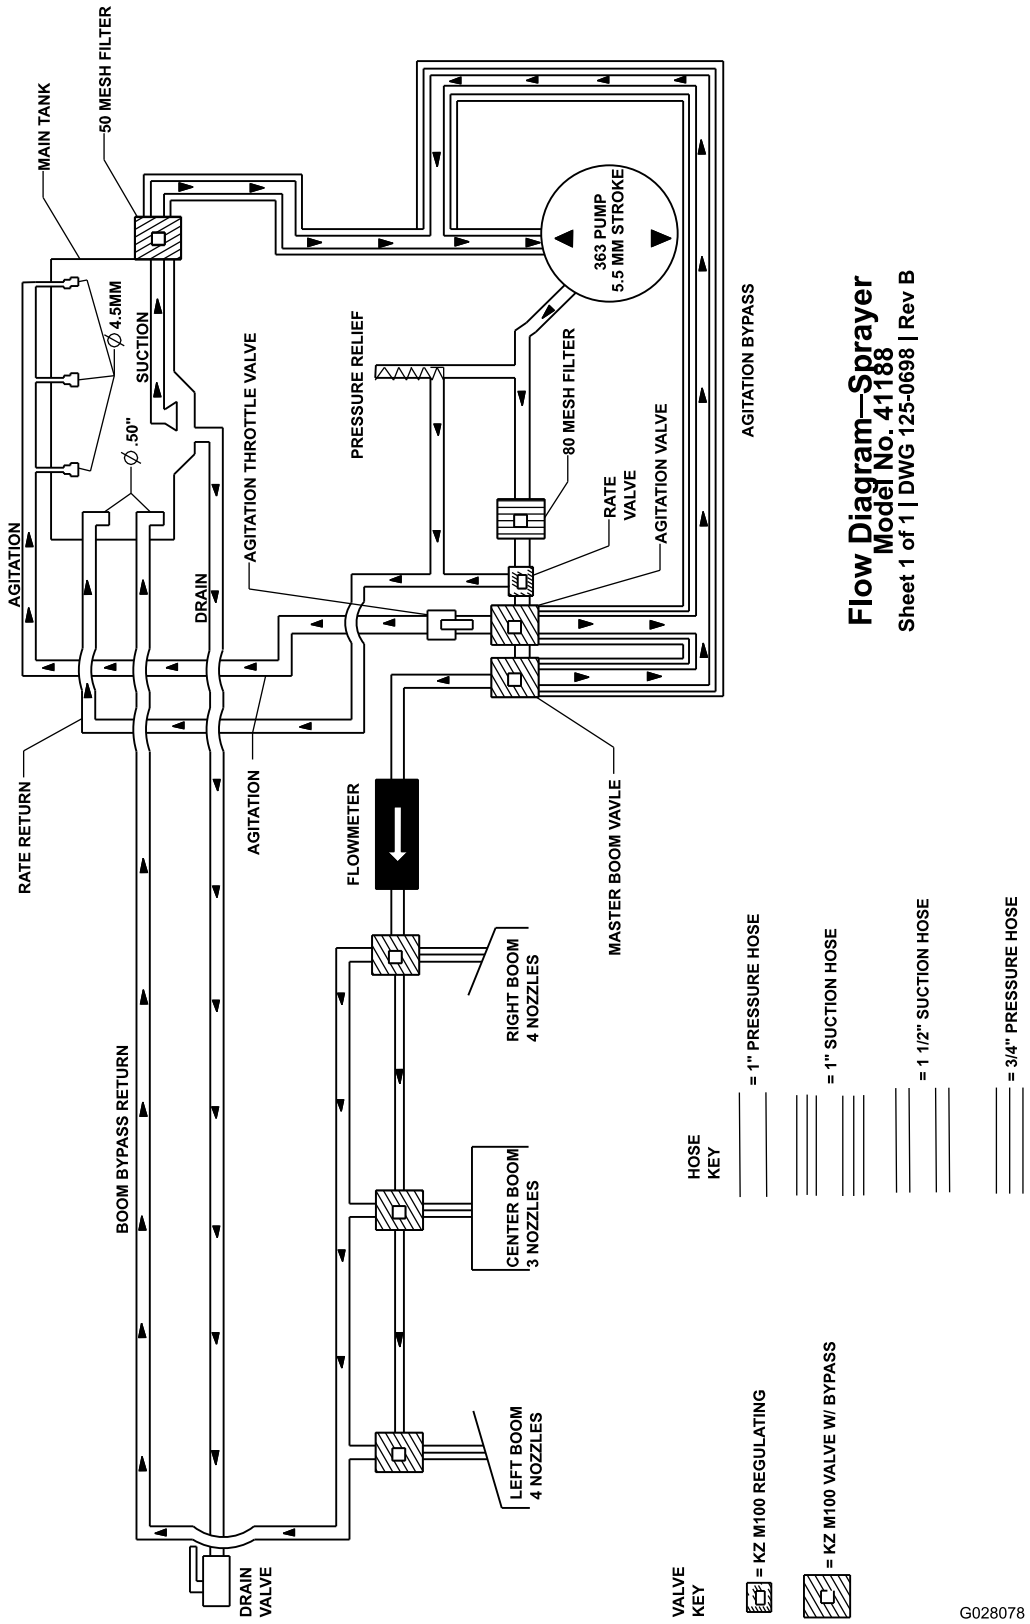 DRAIN
VALVE
BOOM BYPASS RETURN
RATE RETURN
AGITATION
MAIN TANK
50 MESH FILTER
Ø .50"
Ø 4.5MM
SUCTION
DRAIN
AGITATION
AGITATION THROTTLE VALVE
PRESSURE RELIEF
FLOWMETER
LEFT BOOM
4 NOZZLES
CENTER BOOM
3 NOZZLES
RIGHT BOOM
4 NOZZLES
MASTER BOOM VAVLE
RATE
VALVE
80 MESH FILTER
363 PUMP
5.5 MM STROKE
AGITATION VALVE
AGITATION BYPASS
VALVE
KEY
= KZ M100 REGULATING
= KZ M100 VALVE W/ BYPASS
HOSE
KEY
= 1" PRESSURE HOSE
= 1" SUCTION HOSE
= 1 1/2" SUCTION HOSE
= 3/4" PRESSURE HOSE
Flow Diagram—Sprayer
Model No. 41188
Sheet 1 of 1 | DWG 125-0698 | Rev B
G028078